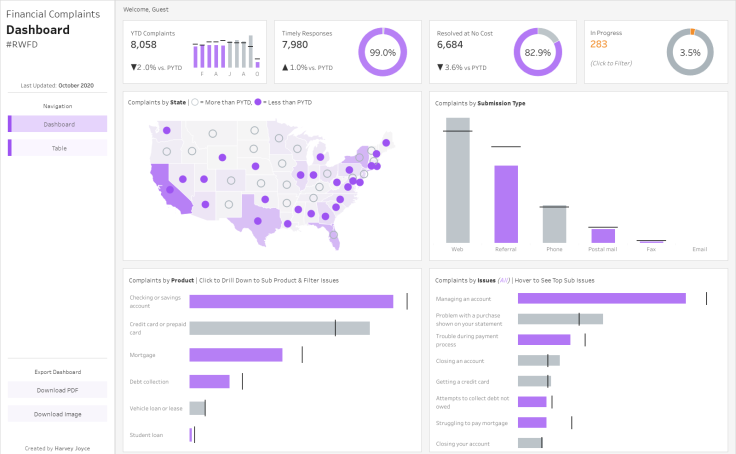 Financial Complaints
Dashboard
#RWFD
Last Updated: October 2020
Navigation
Dashboard
Table
Export Dashboard
Download PDF
Download Image
Created by Harvey Joyce
Welcome, Guest
YTD Complaints
8,058
▼2.0% vs. PYTD
F A J A O
Timely Responses
7,980
▲1.0% vs. PYTD
99.0%
Resolved at No Cost
6,684
▼3.6% vs PYTD
82.9%
In Progress
283
(Click to Filter)
3.5%
Complaints by State | = More than PYTD, = Less than PYTD
Complaints by Submission Type
Web
Referral
Phone
Postal mail
Fax
Email
Complaints by Product | Click to Drill Down to Sub Product & Filter Issues
Checking or savings
account
Credit card or prepaid
card
Mortgage
Debt collection
Vehicle loan or lease
Student loan
Complaints by Issues (All) | Hover to See Top Sub Issues
Managing an account
Problem with a purchase
shown on your statement
Trouble during payment
process
Closing an account
Getting a credit card
Attempts to collect debt not
owed
Struggling to pay mortgage
Closing your account